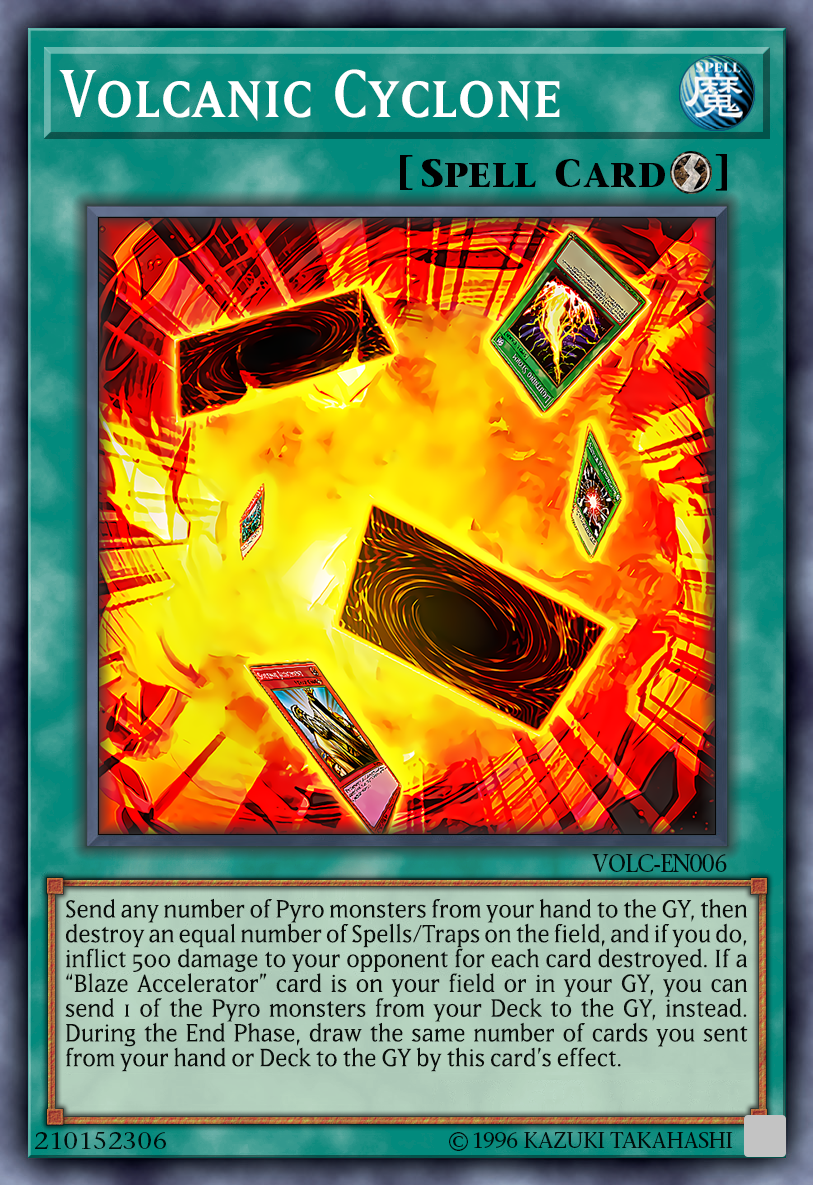 Volcanic Cyclone
SPELL
魔
[Spell Card]
Lightning Storm
Solemn Judgment
VOLC-EN006
Send any number of Pyro monsters from your hand to the GY, then
destroy an equal number of Spells/Traps on the field, and if you do,
inflict 500 damage to your opponent for each card destroyed. If a
“Blaze Accelerator” card is on your field or in your GY, you can
send 1 of the Pyro monsters from your Deck to the GY, instead.
During the End Phase, draw the same number of cards you sent
from your hand or Deck to the GY by this card’s effect.
210152306
© 1996 KAZUKI TAKAHASHI